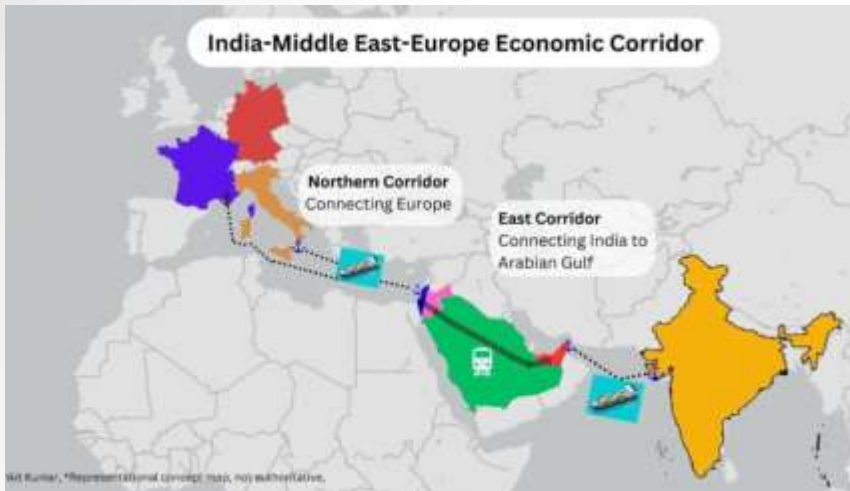 India-Middle East-Europe Economic Corridor
Northern Corridor
Connecting Europe
East Corridor
Connecting India to
Arabian Gulf
Kumar, *Representational concept map, not authoritative.